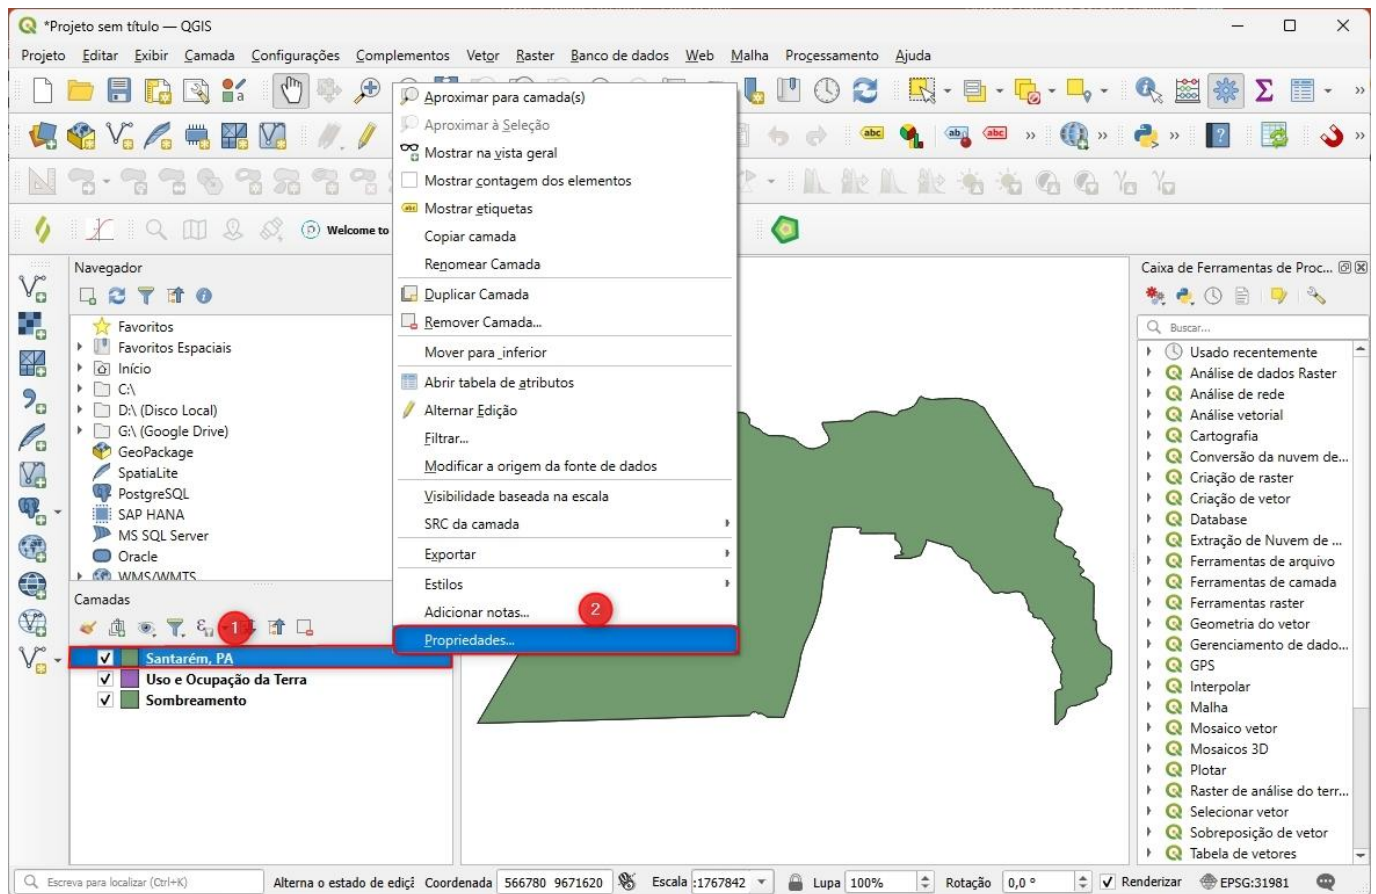 *Projeto sem título — QGIS
Projeto Editar Exibir Camada Configurações Complementos Vetor Raster Banco de dados Web Malha Processamento Ajuda
Aproximar para camada(s)
Aproximar à Seleção
Mostrar na vista geral
Mostrar contagem dos elementos
Mostrar etiquetas
Copiar camada
Renomear Camada
Duplicar Camada
Remover Camada...
Mover para_inferior
Abrir tabela de atributos
Alternar Edição
Filtrar...
Modificar a origem da fonte de dados
Visibilidade baseada na escala
SRC da camada
Exportar
Estilos
Adicionar notas...
2
Propriedades...
Welcome to
Navegador
Favoritos
Favoritos Espaciais
Início
C:\
D:\ (Disco Local)
G:\ (Google Drive)
GeoPackage
SpatiaLite
PostgreSQL
SAP HANA
MS SQL Server
Oracle
WMS/WMTS
Camadas
1
Santarém, PA
Uso e Ocupação da Terra
Sombreamento
Caixa de Ferramentas de Proc...
Buscar...
Usado recentemente
Análise de dados Raster
Análise de rede
Análise vetorial
Cartografia
Conversão da nuvem de...
Criação de raster
Criação de vetor
Database
Extração de Nuvem de ...
Ferramentas de arquivo
Ferramentas de camada
Ferramentas raster
Geometria do vetor
Gerenciamento de dado...
GPS
Interpolar
Malha
Mosaico vetor
Mosaicos 3D
Plotar
Raster de análise do terr...
Selecionar vetor
Sobreposição de vetor
Tabela de vetores
Escreva para localizar (Ctrl+K) Alterna o estado de ediçã Coordenada 566780 9671620 Escala :1767842 Lupa 100% Rotação 0,0 ° Renderizar EPSG:31981